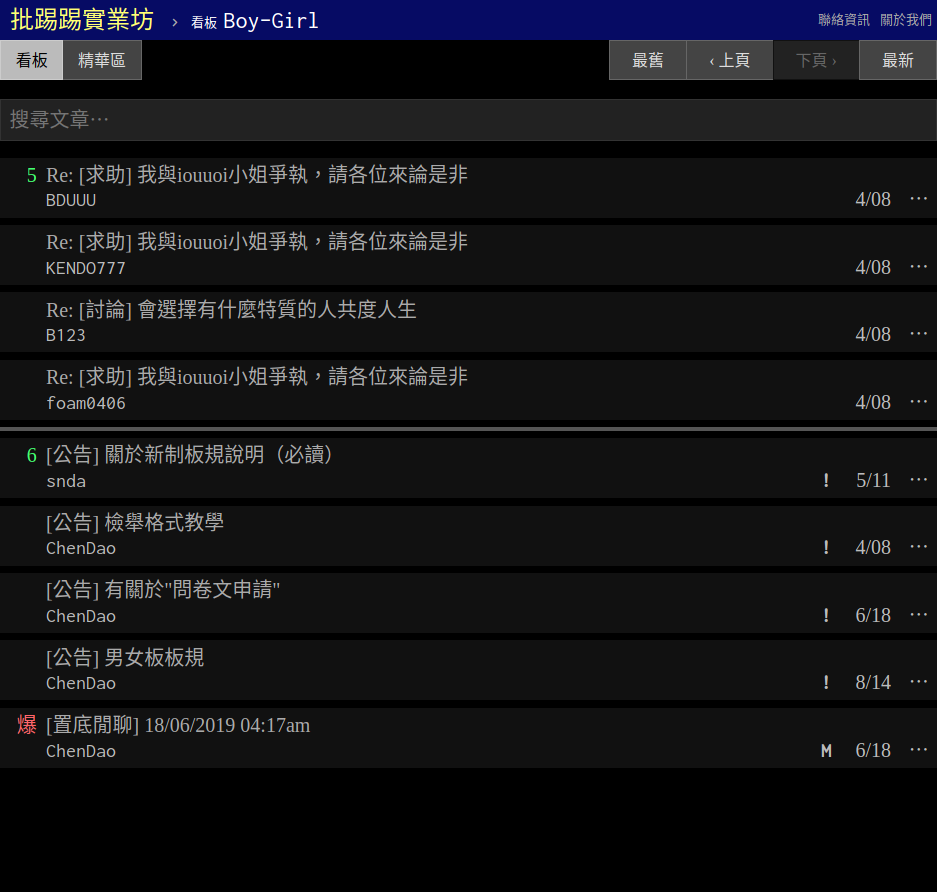 批踢踢實業坊 › 看板 Boy-Girl 聯絡資訊 關於我們
看板 精華區 最舊 ‹ 上頁 下頁 › 最新
搜尋文章⋯
5 Re: [求助] 我與iouuoi小姐爭執，請各位來論是非
BDUUU 4/08 ⋯
Re: [求助] 我與iouuoi小姐爭執，請各位來論是非
KENDO777 4/08 ⋯
Re: [討論] 會選擇有什麼特質的人共度人生
B123 4/08 ⋯
Re: [求助] 我與iouuoi小姐爭執，請各位來論是非
foam0406 4/08 ⋯
6 [公告] 關於新制板規說明（必讀）
snda ! 5/11 ⋯
[公告] 檢舉格式教學
ChenDao ! 4/08 ⋯
[公告] 有關於"問卷文申請"
ChenDao ! 6/18 ⋯
[公告] 男女板板規
ChenDao ! 8/14 ⋯
爆 [置底閒聊] 18/06/2019 04:17am
ChenDao M 6/18 ⋯